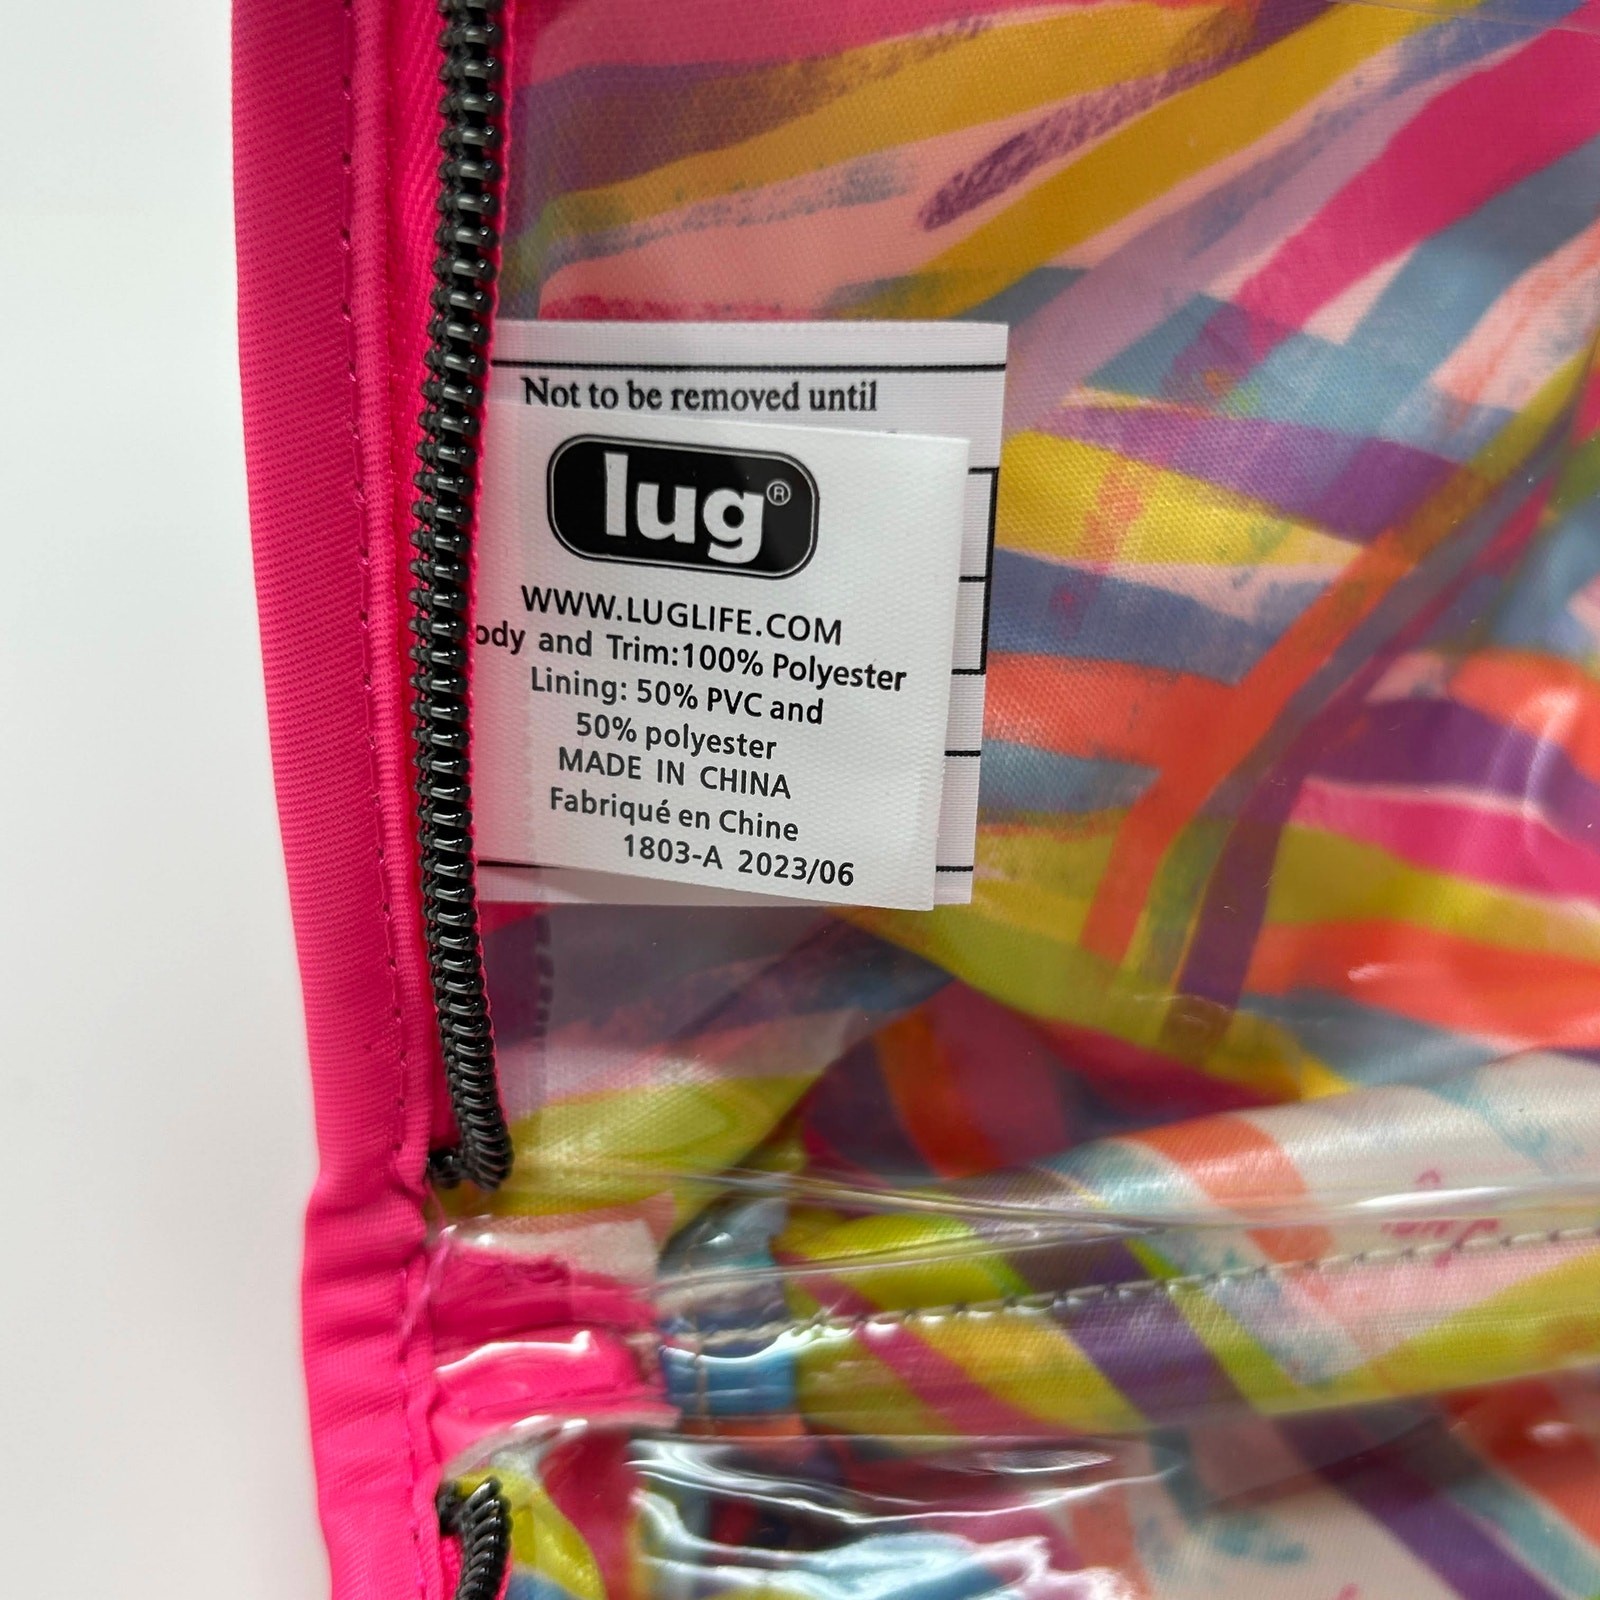 Not to be removed until
lug®
WWW.LUGLIFE.COM
ody and Trim:100% Polyester
Lining: 50% PVC and
50% polyester
MADE IN CHINA
Fabriqué en Chine
1803-A 2023/06